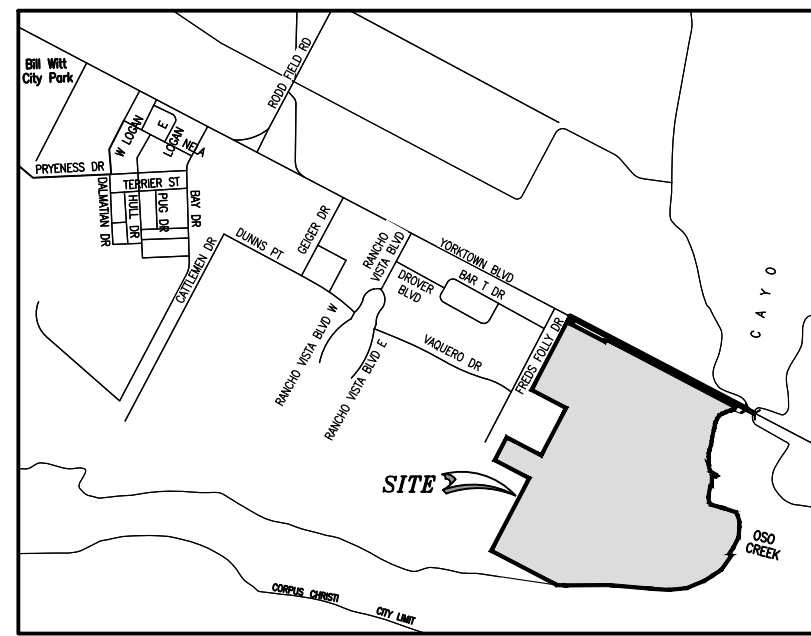 Bill Witt
City Park
RODD FIELD RD
W LOGAN
E
LOGAN
NELA
PRYENESS DR
TERRIER ST
DALMATIAN DR
HULL DR
PUG DR
BAY DR
CATTLEMEN DR
DUNNS PT
GEIGER DR
RANCHO
VISTA BLVD
YORKTOWN BLVD
DROVER
BLVD
BAR T DR
CAYO
RANCHO VISTA BLVD W
RANCHO VISTA BLVD E
VAQUERO DR
FREDS FOLLY DR
SITE
OSO
CREEK
CORPUS CHRISTI
CITY LIMIT